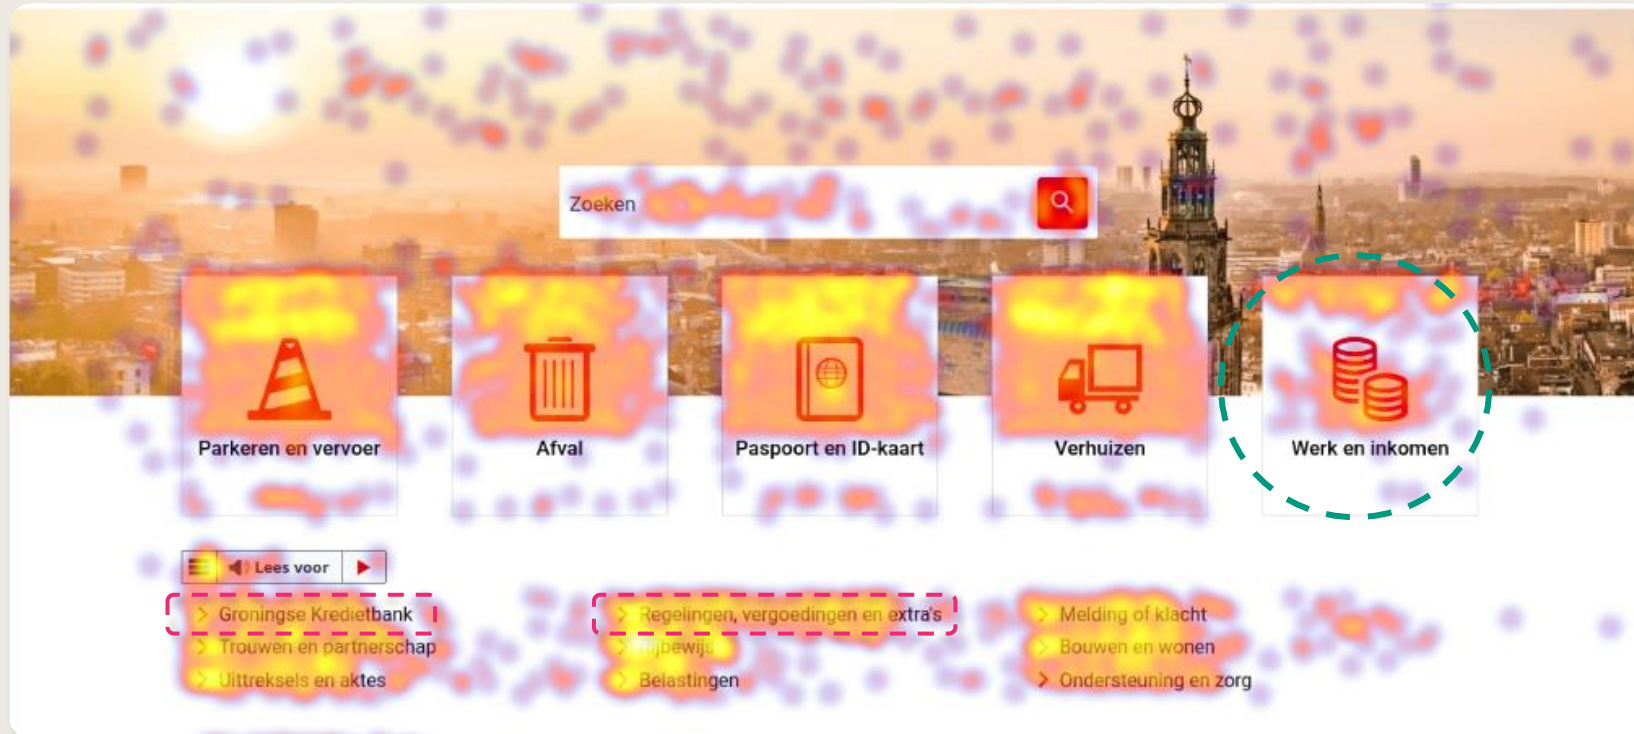 Zoeken
Parkeren en vervoer
Afval
Paspoort en ID-kaart
Verhuizen
Werk en inkomen
Lees voor
Groningse Kredietbank
Regelingen, vergoedingen en extra's
Melding of klacht
Trouwen en partnerschap
Rijbewijs
Bouwen en wonen
Uittreksels en aktes
Belastingen
Ondersteuning en zorg